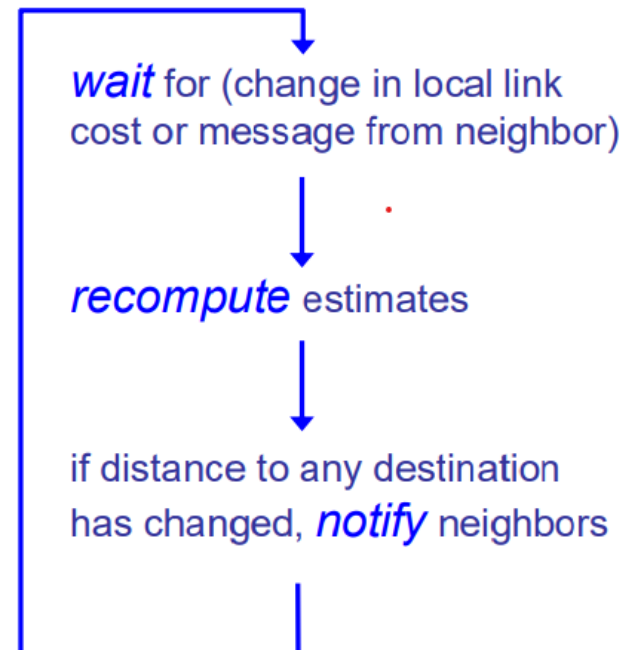 wait for (change in local link
cost or message from neighbor)
recompute estimates
if distance to any destination
has changed, notify neighbors